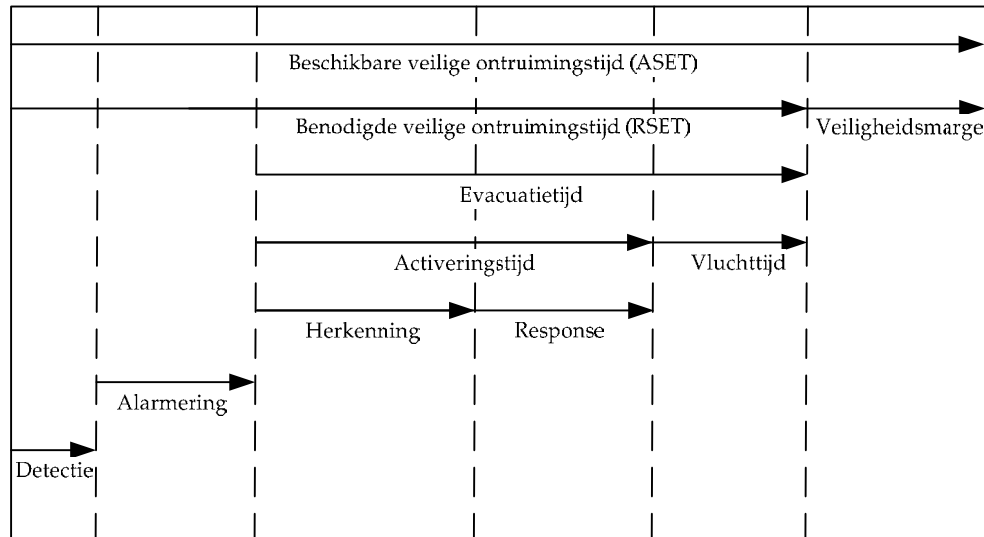 Beschikbare veilige ontruimingstijd (ASET)
Benodigde veilige ontruimingstijd (RSET)
Veiligheidsmarge
Evacuatietijd
Activeringstijd
Vluchttijd
Herkenning
Response
Alarmering
Detectie